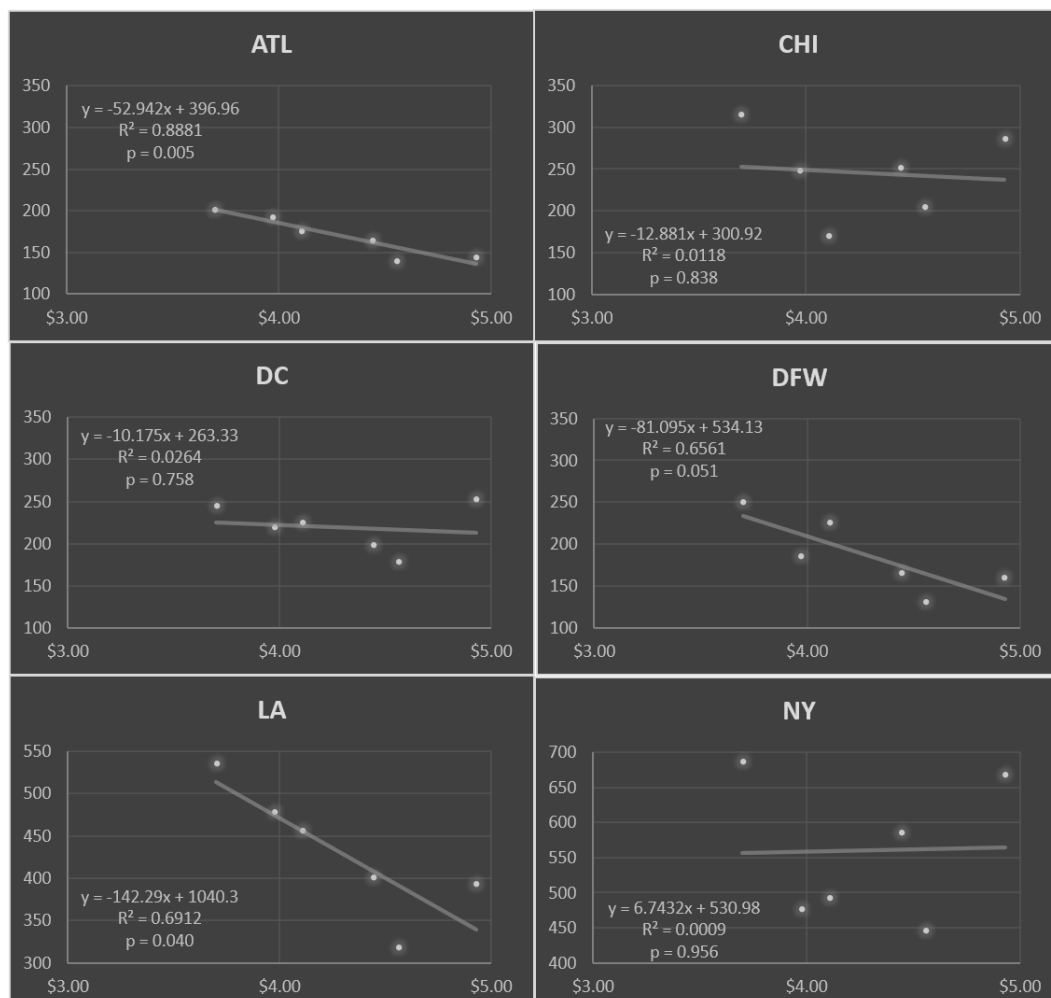 ATL
350
300
250
200
150
100
y = -52.942x + 396.96
R² = 0.8881
p = 0.005
$3.00 $4.00 $5.00
CHI
350
300
250
200
150
100
y = -12.881x + 300.92
R² = 0.0118
p = 0.838
$3.00 $4.00 $5.00
DC
350
300
250
200
150
100
y = -10.175x + 263.33
R² = 0.0264
p = 0.758
$3.00 $4.00 $5.00
DFW
350
300
250
200
150
100
y = -81.095x + 534.13
R² = 0.6561
p = 0.051
$3.00 $4.00 $5.00
LA
550
500
450
400
350
300
y = -142.29x + 1040.3
R² = 0.6912
p = 0.040
$3.00 $4.00 $5.00
NY
700
650
600
550
500
450
400
y = 6.7432x + 530.98
R² = 0.0009
p = 0.956
$3.00 $4.00 $5.00